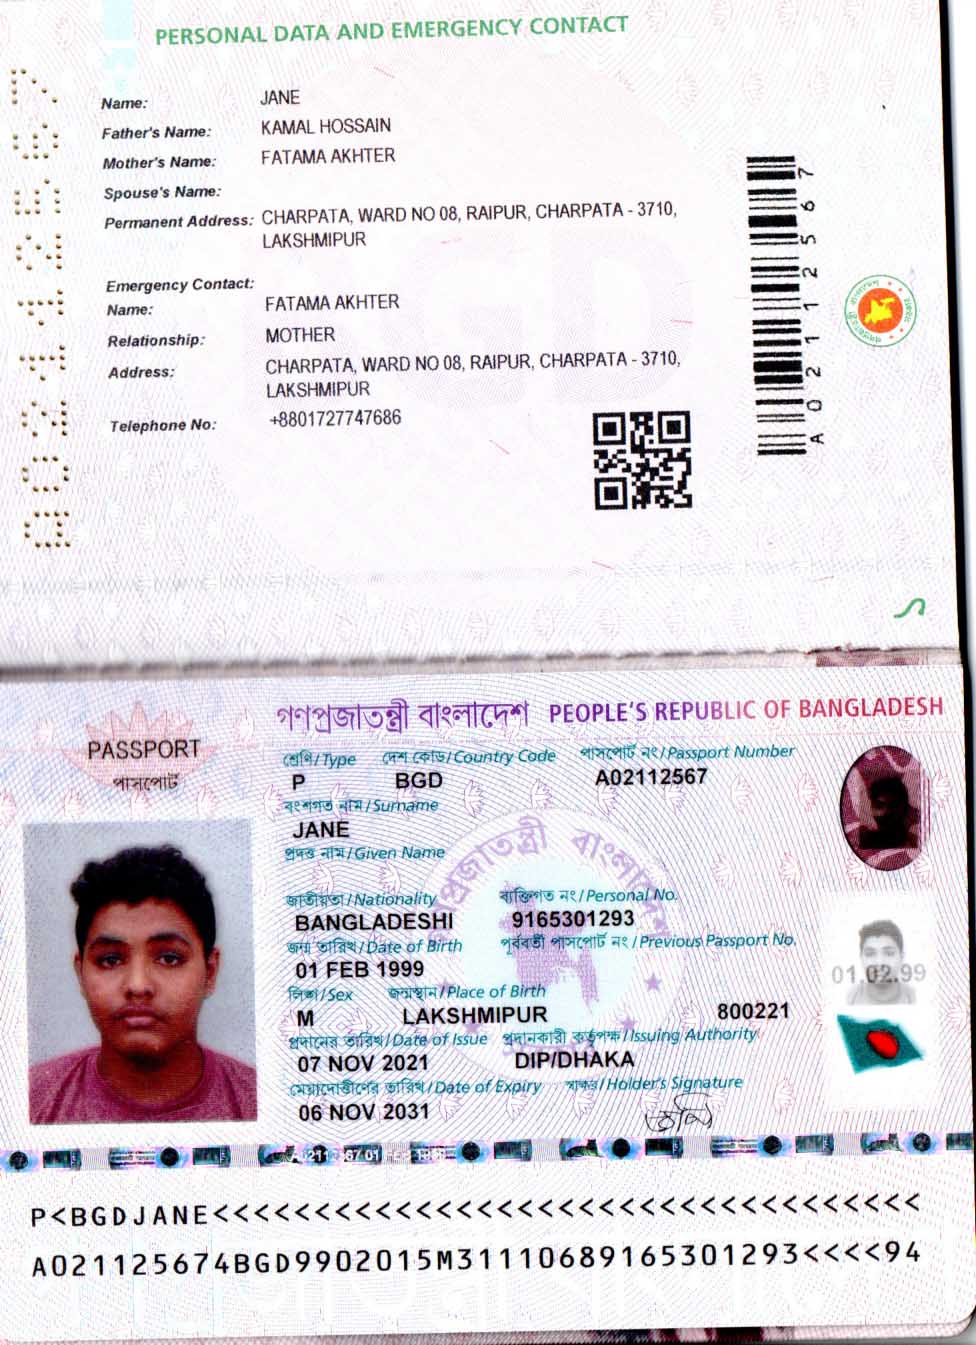 PERSONAL DATA AND EMERGENCY CONTACT
Name: JANE
Father's Name: KAMAL HOSSAIN
Mother's Name: FATAMA AKHTER
Spouse's Name:
Permanent Address: CHARPATA, WARD NO 08, RAIPUR, CHARPATA - 3710,
LAKSHMIPUR
Emergency Contact:
Name: FATAMA AKHTER
Relationship: MOTHER
Address: CHARPATA, WARD NO 08, RAIPUR, CHARPATA - 3710,
LAKSHMIPUR
Telephone No: +8801727747686
A02112567
A02112567
গণপ্রজাতন্ত্রী বাংলাদেশ PEOPLE'S REPUBLIC OF BANGLADESH
PASSPORT
পাসপোর্ট
শ্রেণি/Type দেশ কোড/Country Code পাসপোর্ট নং/Passport Number
P BGD A02112567
বংশগত নাম/Surname
JANE
প্রদত্ত নাম/Given Name
জাতীয়তা/Nationality ব্যক্তিগত নং/Personal No.
BANGLADESHI 9165301293
জন্ম তারিখ/Date of Birth পূর্ববর্তী পাসপোর্ট নং/Previous Passport No.
01 FEB 1999
লিঙ্গ/Sex জন্মস্থান/Place of Birth
M LAKSHMIPUR 800221
প্রদানের তারিখ/Date of Issue প্রদানকারী কর্তৃপক্ষ/Issuing Authority
07 NOV 2021 DIP/DHAKA
মেয়াদোত্তীর্ণের তারিখ/Date of Expiry স্বাক্ষর/Holder's Signature
06 NOV 2031
01.02.99
P<BGDJANE<<<<<<<<<<<<<<<<<<<<<<<<<<<<<<<<<<<
A021125674BGD9902015M31110689165301293<<<<94